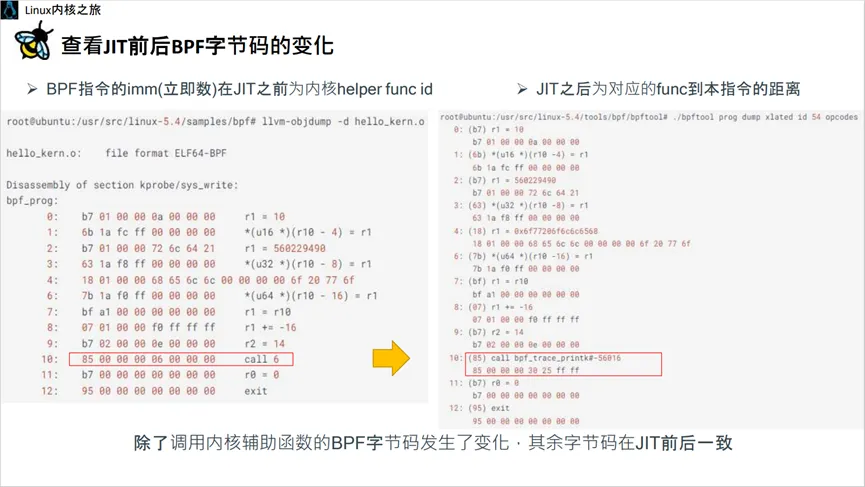 Linux内核之旅
查看JIT前后BPF字节码的变化
➢ BPF指令的imm(立即数)在JIT之前为内核helper func id
➢ JIT之后为对应的func到本指令的距离
root@ubuntu:/usr/src/linux-5.4/samples/bpf# llvm-objdump -d hello_kern.o
hello_kern.o: file format ELF64-BPF
Disassembly of section kprobe/sys_write:
bpf_prog:
0: b7 01 00 00 0a 00 00 00 r1 = 10
1: 6b 1a fc ff 00 00 00 00 *(u16 *)(r10 - 4) = r1
2: b7 01 00 00 72 6c 64 21 r1 = 560229490
3: 63 1a f8 ff 00 00 00 00 *(u32 *)(r10 - 8) = r1
4: 18 01 00 00 68 65 6c 6c 00 00 00 00 6f 20 77 6f
6: 7b 1a f0 ff 00 00 00 00 *(u64 *)(r10 - 16) = r1
7: bf a1 00 00 00 00 00 00 r1 = r10
8: 07 01 00 00 f0 ff ff ff r1 += -16
9: b7 02 00 00 0e 00 00 00 r2 = 14
10: 85 00 00 00 06 00 00 00 call 6
11: b7 00 00 00 00 00 00 00 r0 = 0
12: 95 00 00 00 00 00 00 00 exit
root@ubuntu:/usr/src/linux-5.4/tools/bpf/bpftool# ./bpftool prog dump xlated id 54 opcodes
0: (b7) r1 = 10
b7 01 00 00 0a 00 00 00
1: (6b) *(u16 *)(r10 -4) = r1
6b 1a fc ff 00 00 00 00
2: (b7) r1 = 560229490
b7 01 00 00 72 6c 64 21
3: (63) *(u32 *)(r10 -8) = r1
63 1a f8 ff 00 00 00 00
4: (18) r1 = 0x6f77206f6c6c6568
18 01 00 00 68 65 6c 6c 00 00 00 00 6f 20 77 6f
6: (7b) *(u64 *)(r10 -16) = r1
7b 1a f0 ff 00 00 00 00
7: (bf) r1 = r10
bf a1 00 00 00 00 00 00
8: (07) r1 += -16
07 01 00 00 f0 ff ff ff
9: (b7) r2 = 14
b7 02 00 00 0e 00 00 00
10: (85) call bpf_trace_printk#-56016
85 00 00 00 30 25 ff ff
11: (b7) r0 = 0
b7 00 00 00 00 00 00 00
12: (95) exit
95 00 00 00 00 00 00 00
除了调用内核辅助函数的BPF字节码发生了变化，其余字节码在JIT前后一致